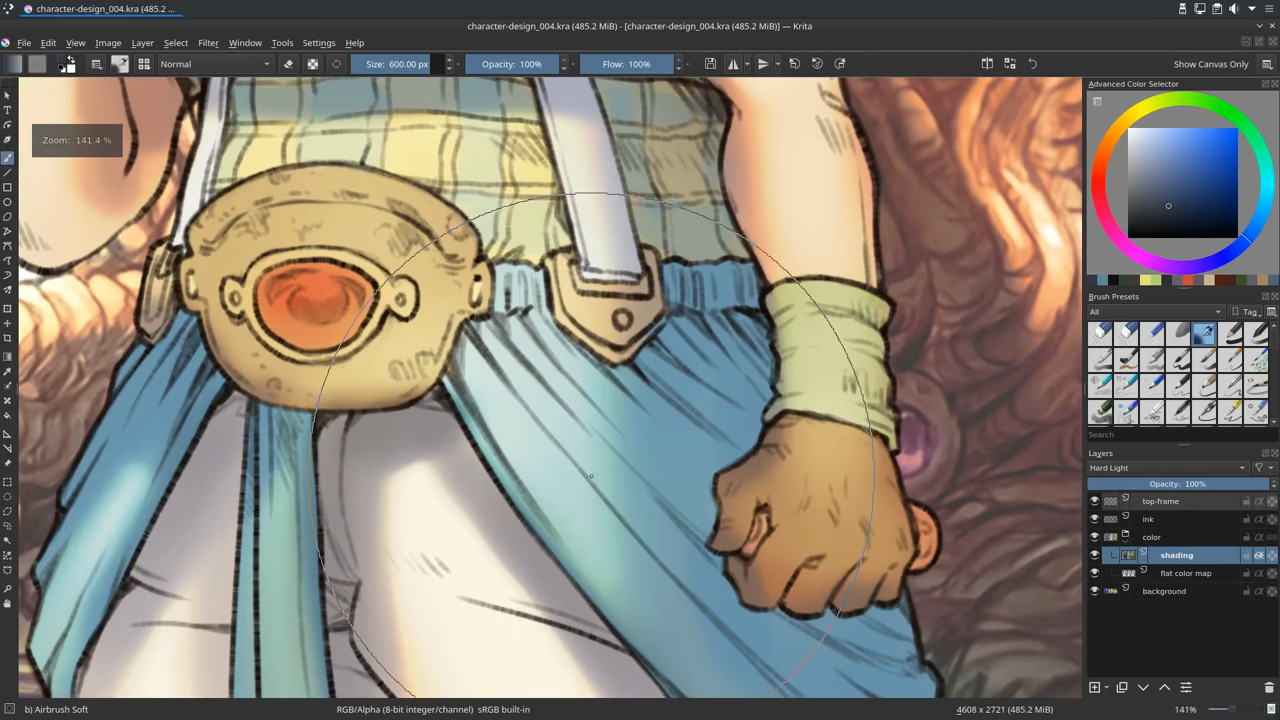 character-design_004.kra (485.2 ...
character-design_004.kra (485.2 MiB) - [character-design_004.kra (485.2 MiB)] — Krita
File Edit View Image Layer Select Filter Window Tools Settings Help
Normal Size: 600.00 px Opacity: 100% Flow: 100% Show Canvas Only
Zoom: 141.4 %
Advanced Color Selector
Brush Presets
All Tag
Search
Layers
Hard Light
Opacity: 100%
top-frame
ink
color
shading
flat color map
background
b) Airbrush Soft RGB/Alpha (8-bit integer/channel) sRGB built-in 4608 x 2721 (485.2 MiB) 141%